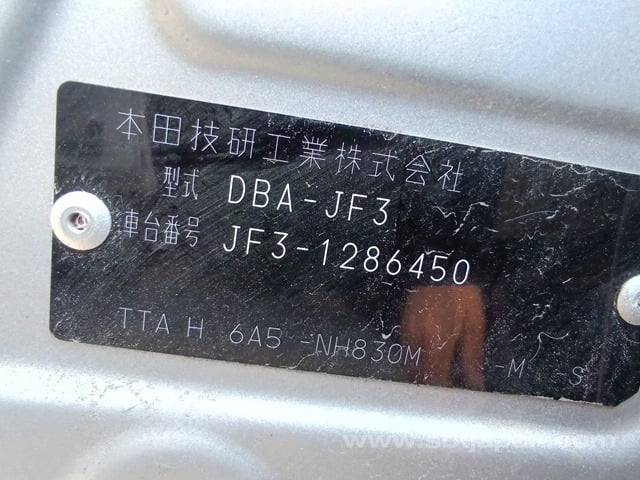 本田技研工業株式会社
型式 DBA-JF3
車台番号 JF3-1286450
TTA H 6A5 -NH830M -M -S